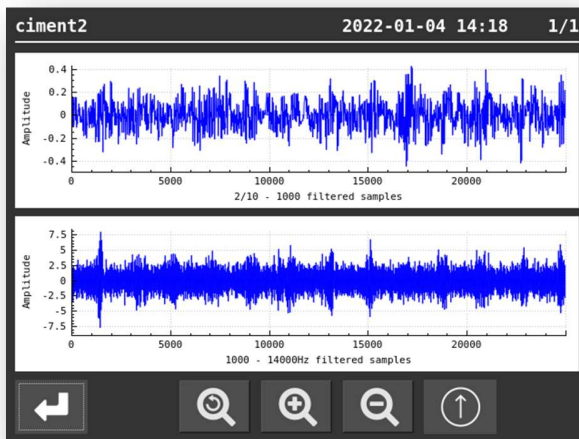 ciment2 2022-01-04 14:18 1/1
0.4
0.2
0
-0.2
-0.4
Amplitude
0 5000 10000 15000 20000
2/10 - 1000 filtered samples
7.5
5
2.5
0
-2.5
-5
-7.5
Amplitude
0 5000 10000 15000 20000
1000 - 14000Hz filtered samples